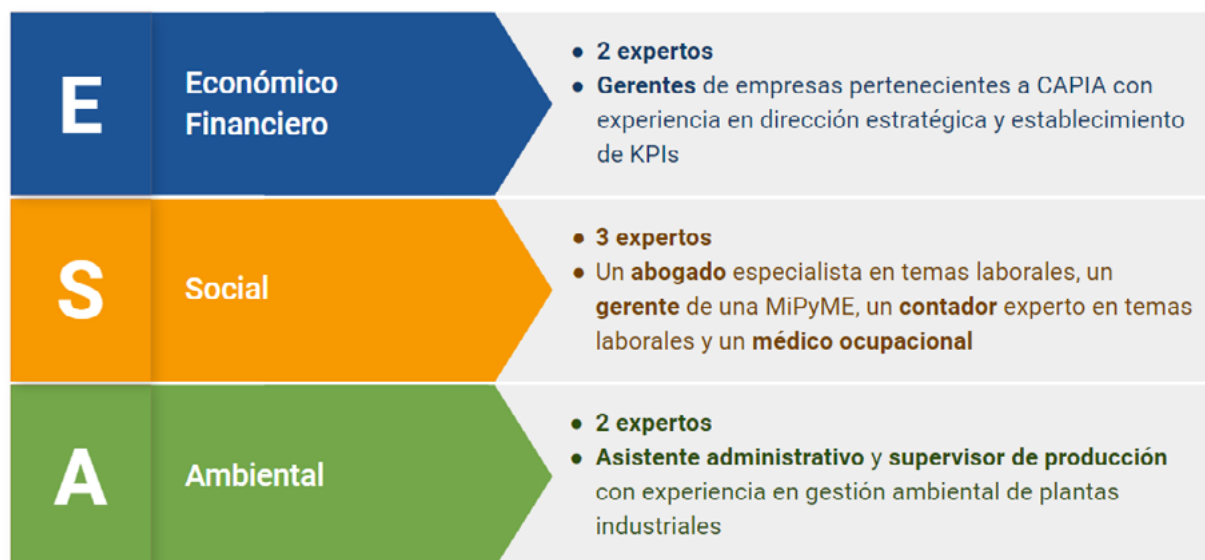 E
Económico
Financiero
● 2 expertos
● Gerentes de empresas pertenecientes a CAPIA con
experiencia en dirección estratégica y establecimiento
de KPIs
S
Social
● 3 expertos
● Un abogado especialista en temas laborales, un
gerente de una MiPyME, un contador experto en temas
laborales y un médico ocupacional
A
Ambiental
● 2 expertos
● Asistente administrativo y supervisor de producción
con experiencia en gestión ambiental de plantas
industriales